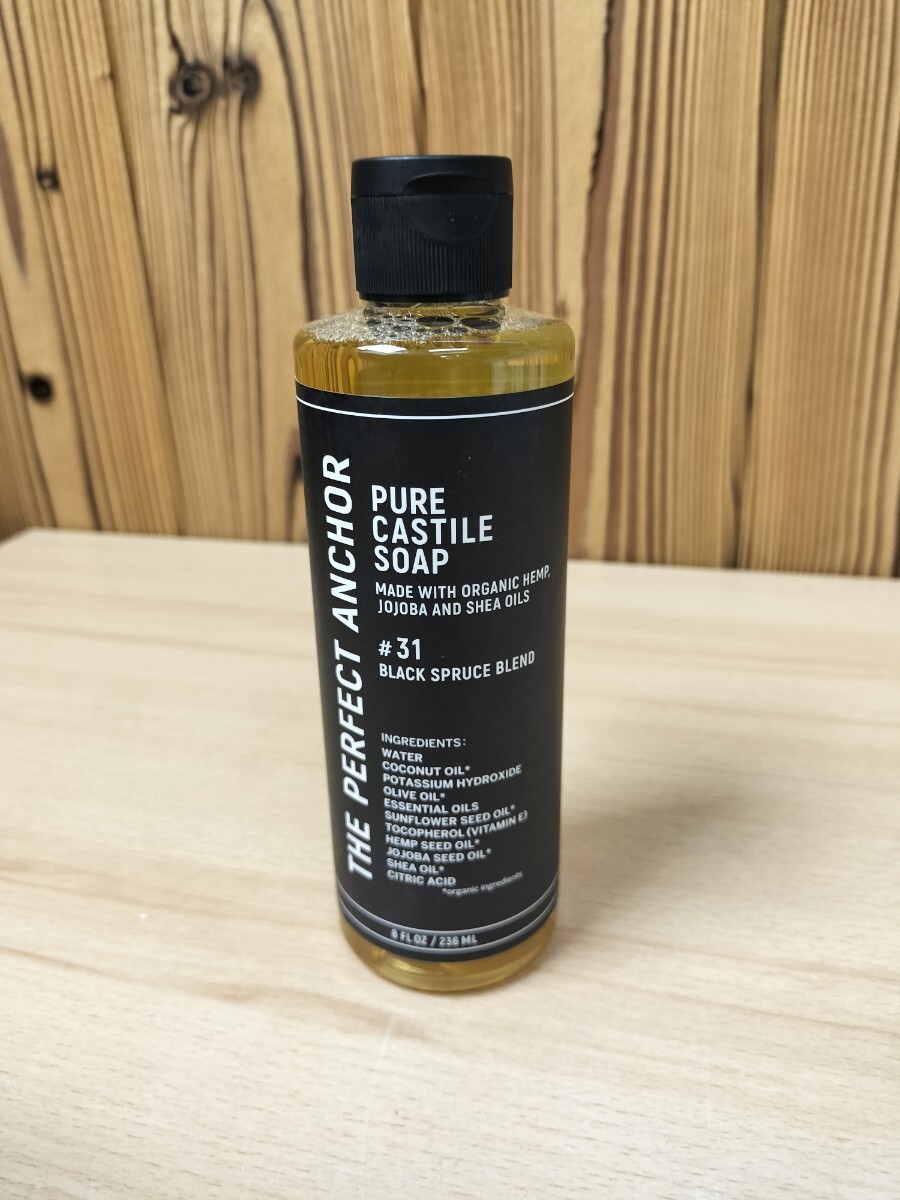 THE PERFECT ANCHOR
PURE
CASTILE
SOAP
MADE WITH ORGANIC HEMP,
JOJOBA AND SHEA OILS
#31
BLACK SPRUCE BLEND
INGREDIENTS:
WATER
COCONUT OIL*
POTASSIUM HYDROXIDE
OLIVE OIL*
ESSENTIAL OILS
SUNFLOWER SEED OIL*
TOCOPHEROL (VITAMIN E)
HEMP SEED OIL*
JOJOBA SEED OIL*
SHEA OIL*
CITRIC ACID
*organic ingredients
8 FL OZ / 236 ML